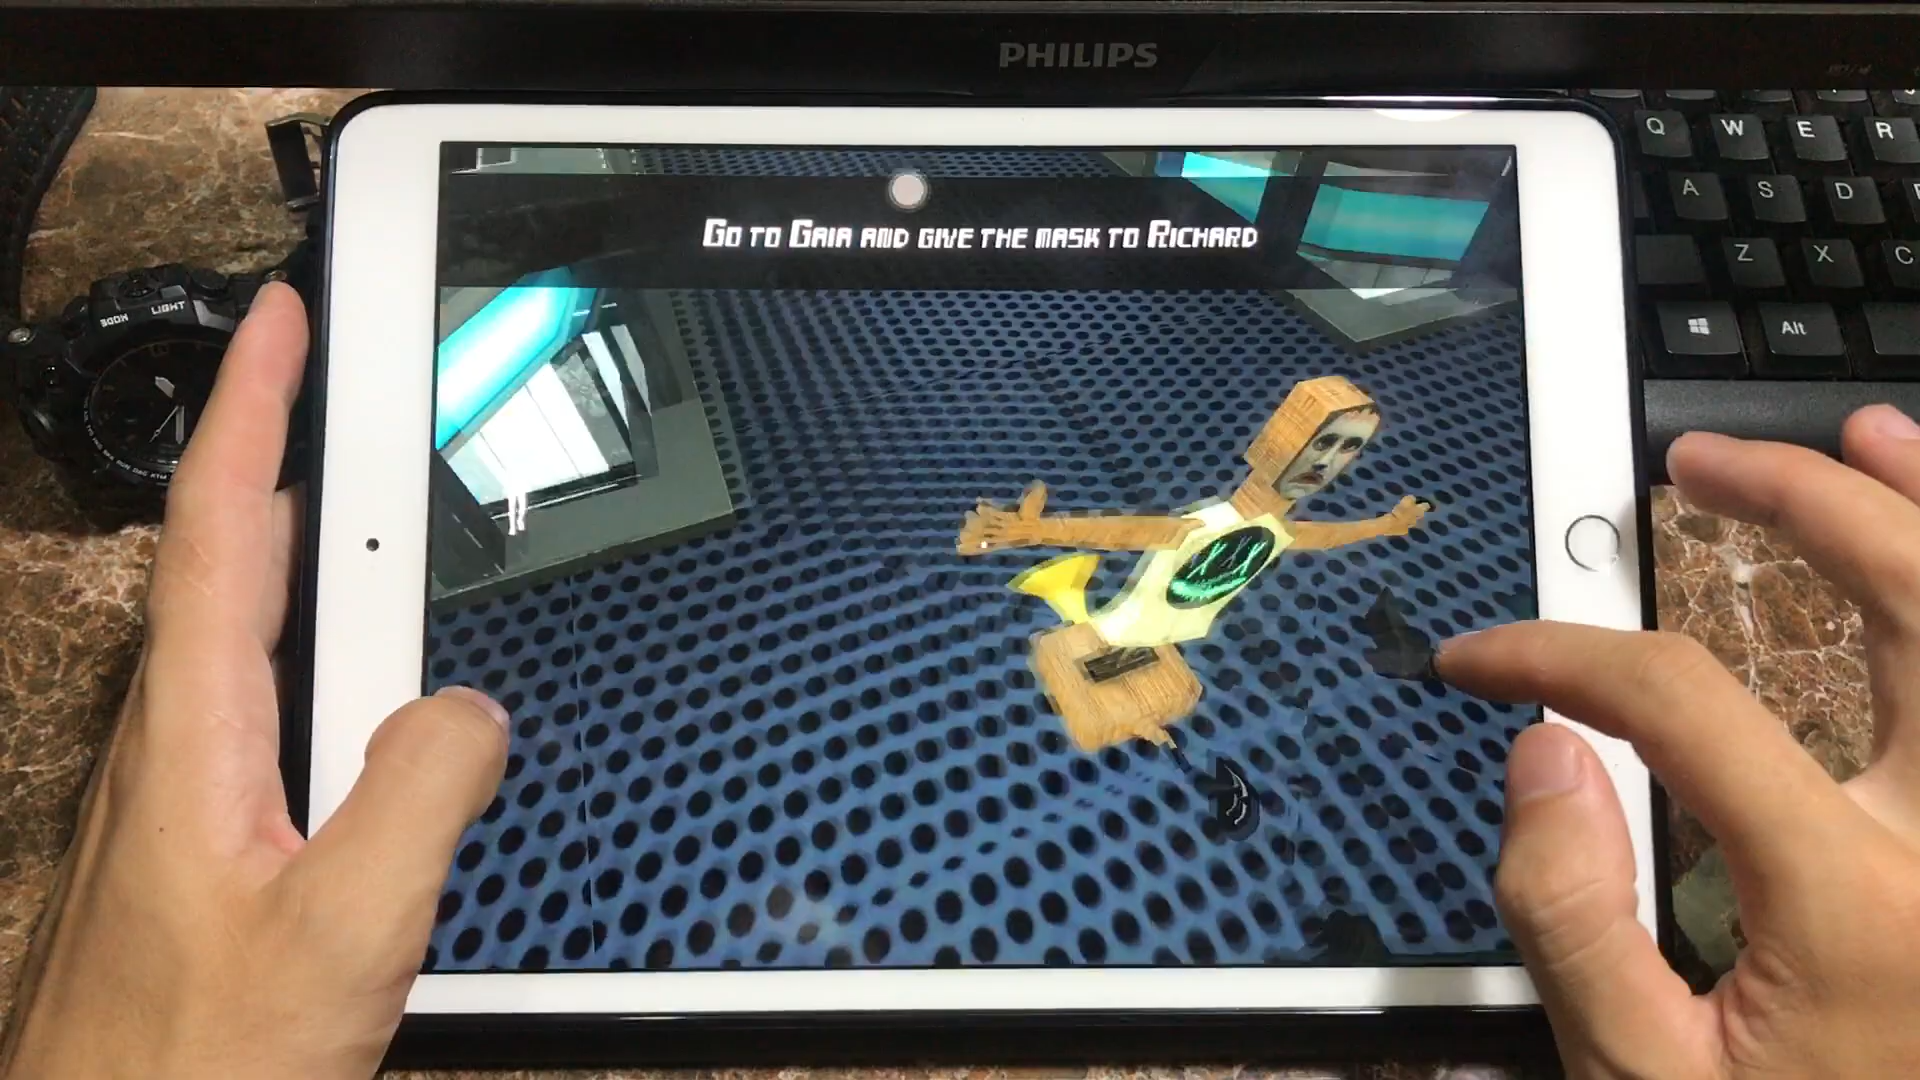 PHILIPS
GO TO GAIA AND GIVE THE MASK TO RICHARD
Q W E R
A S D
Z X C
Alt
LIGHT